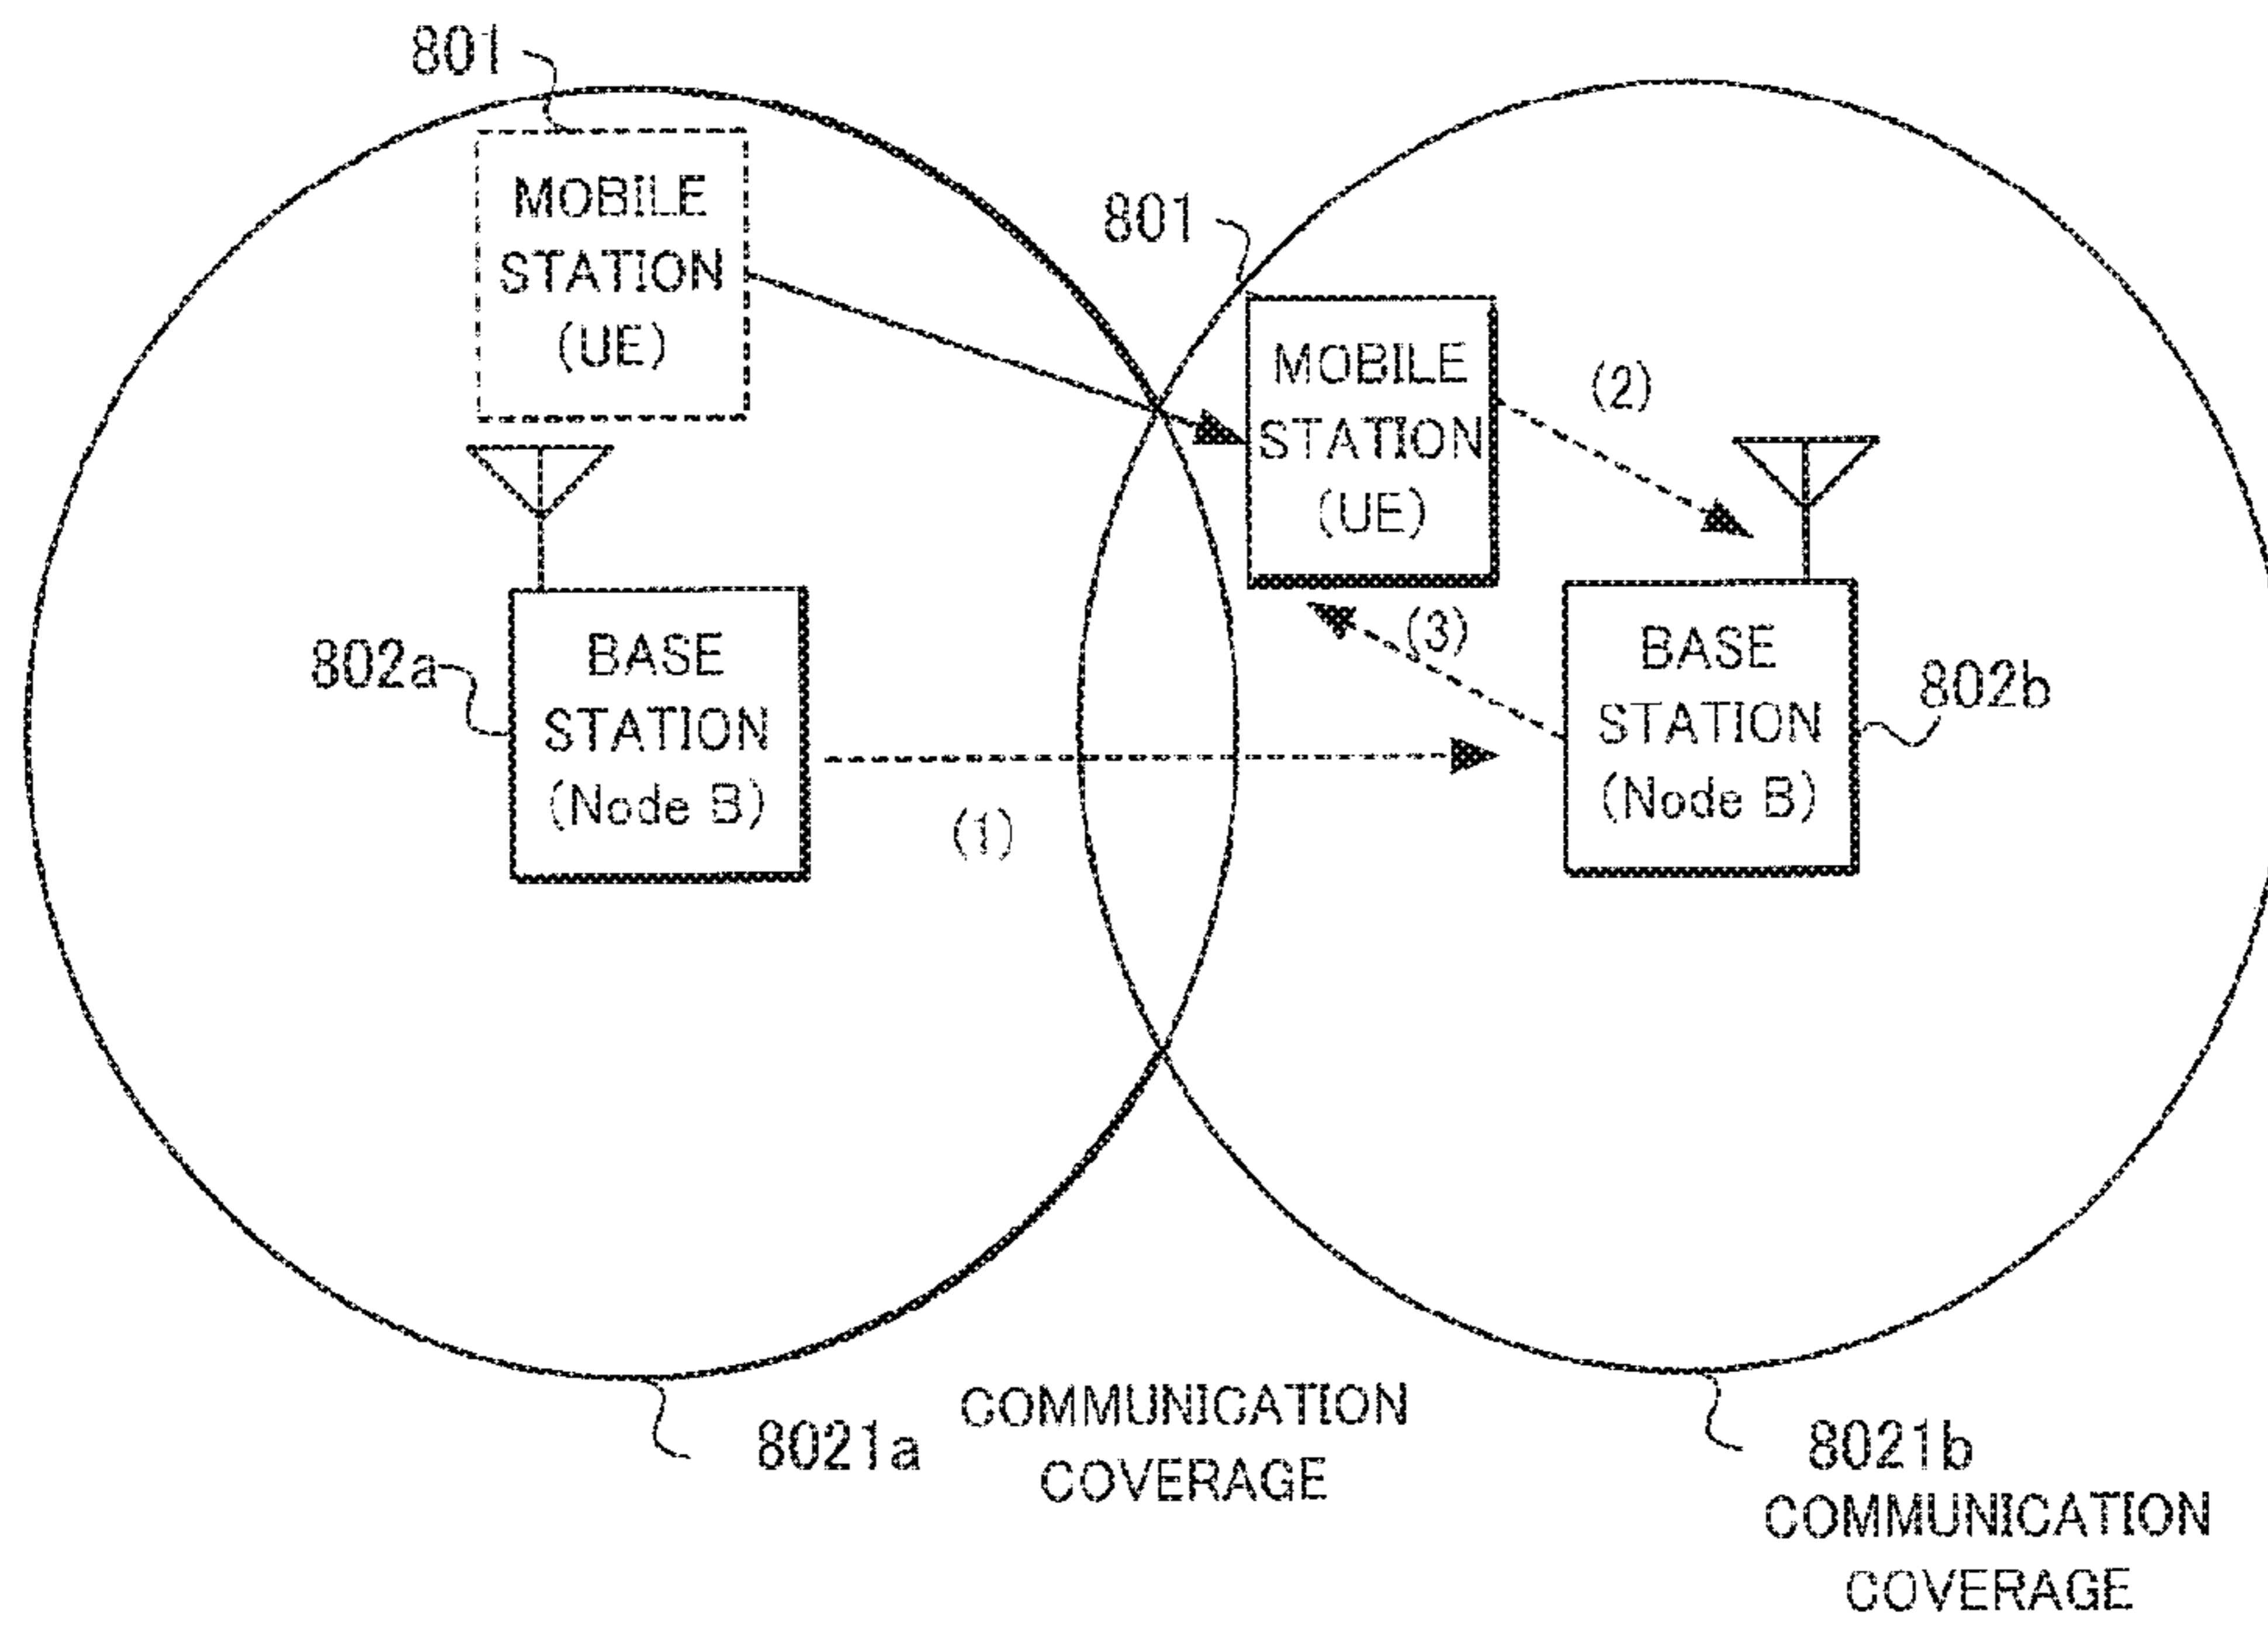 801
MOBILE
STATION
(UE)
801
MOBILE
STATION
(UE)
(2)
802a
BASE
STATION
(Node B)
(1)
(3)
BASE
STATION
(Node B)
802b
8021a
COMMUNICATION
COVERAGE
8021b
COMMUNICATION
COVERAGE